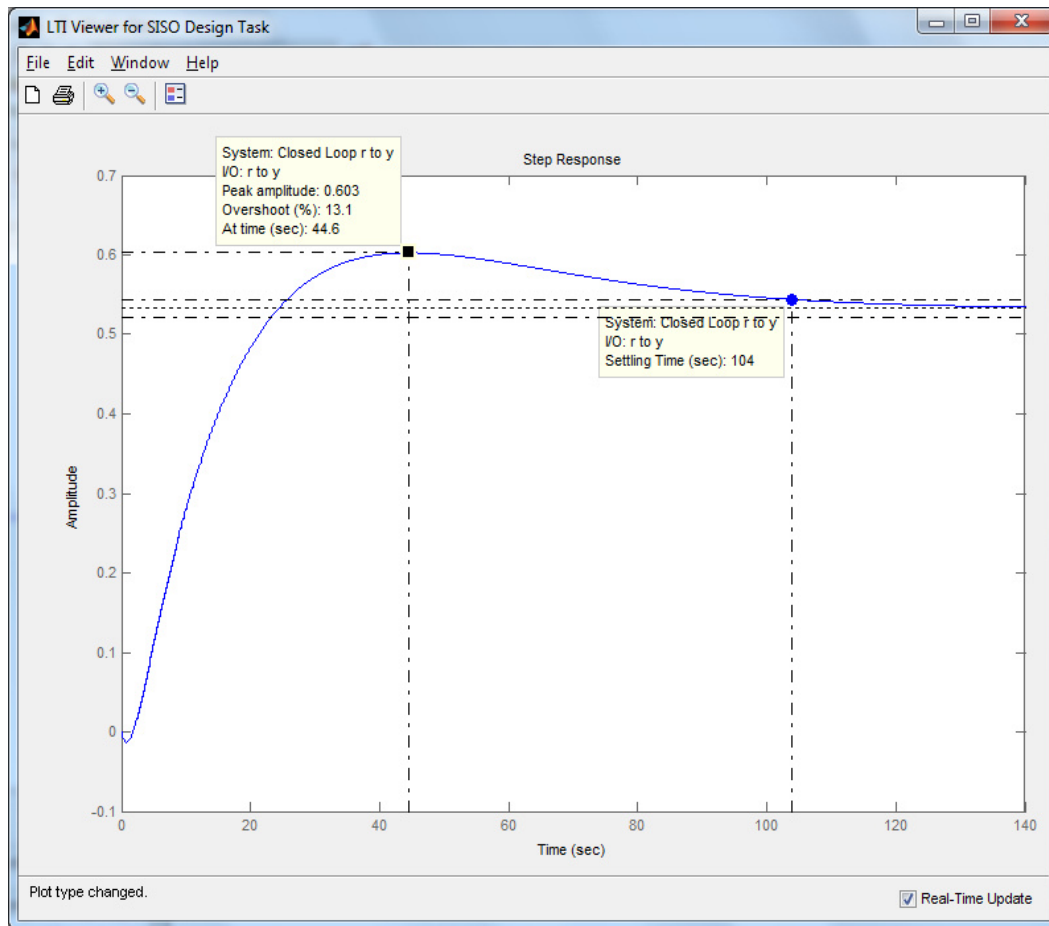 LTI Viewer for SISO Design Task
File Edit Window Help
Step Response
System: Closed Loop r to y
I/O: r to y
Peak amplitude: 0.603
Overshoot (%): 13.1
At time (sec): 44.6
System: Closed Loop r to y
I/O: r to y
Settling Time (sec): 104
Amplitude
0.7
0.6
0.5
0.4
0.3
0.2
0.1
0
-0.1
0 20 40 60 80 100 120 140
Time (sec)
Plot type changed.
Real-Time Update